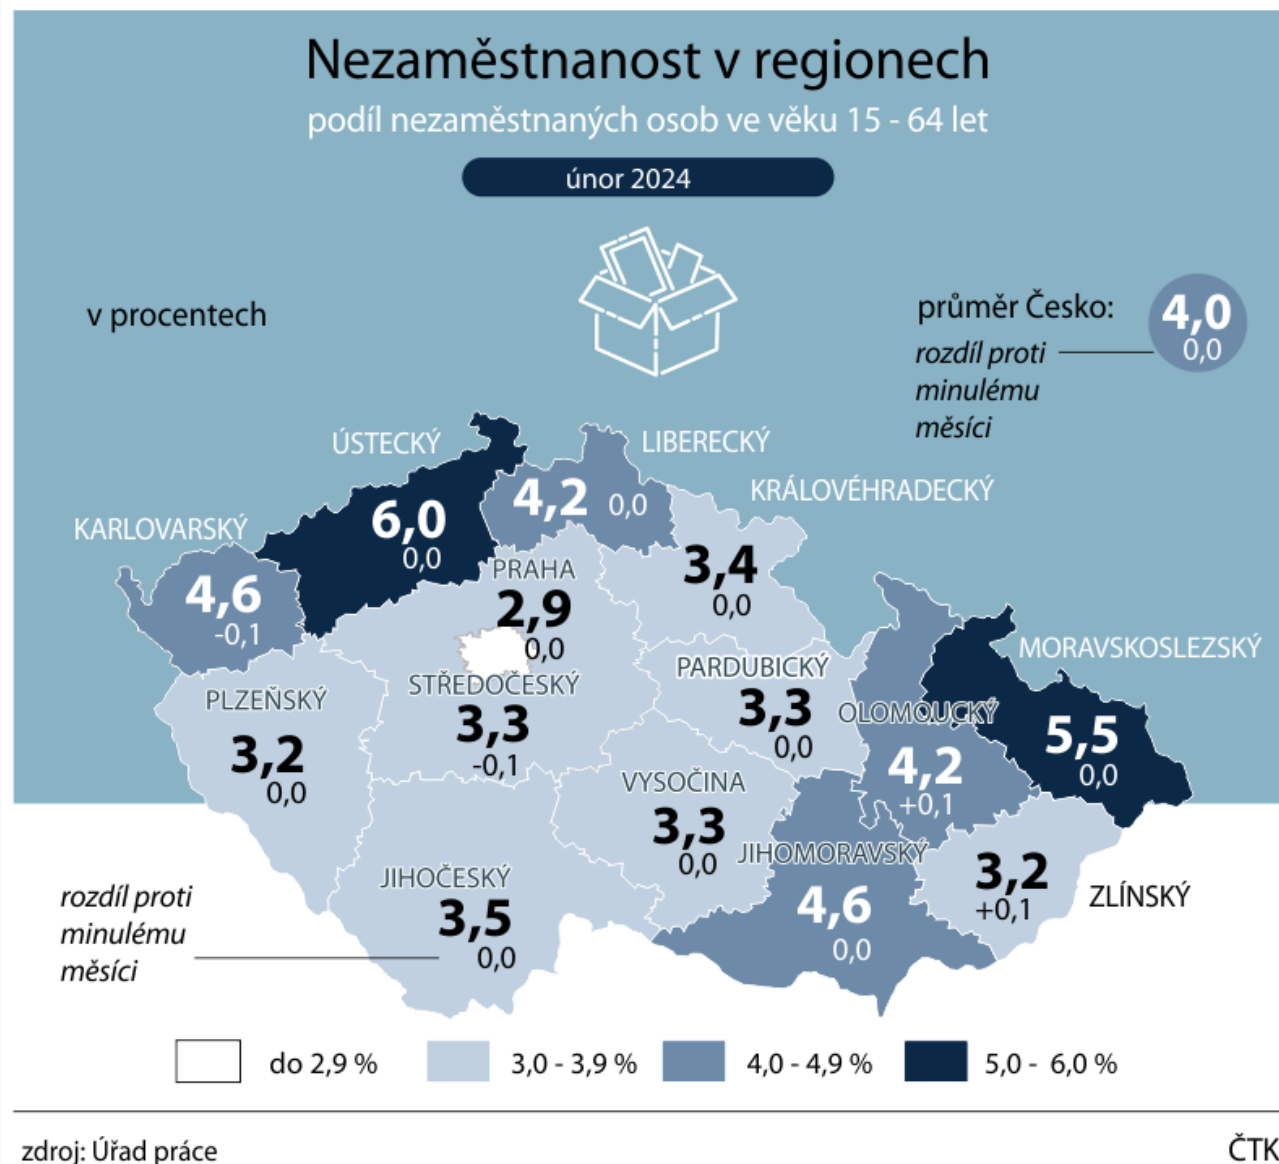 Nezaměstnanost v regionech
podíl nezaměstnaných osob ve věku 15 - 64 let
únor 2024
v procentech
průměr Česko:
4,0
0,0
rozdíl proti
minulému
měsíci
ÚSTECKÝ
6,0
0,0
LIBERECKÝ
4,2 0,0
KRÁLOVÉHRADECKÝ
3,4
0,0
KARLOVARSKÝ
4,6
-0,1
PRAHA
2,9
0,0
STŘEDOČESKÝ
3,3
-0,1
PLZEŇSKÝ
3,2
0,0
PARDUBICKÝ
3,3
0,0
MORAVSKOSLEZSKÝ
5,5
0,0
OLOMOUCKÝ
4,2
+0,1
VYSOČINA
3,3
0,0
JIHOMORAVSKÝ
4,6
0,0
JIHOČESKÝ
3,5
0,0
3,2
+0,1
ZLÍNSKÝ
rozdíl proti
minulému
měsíci
do 2,9 %
3,0 - 3,9 %
4,0 - 4,9 %
5,0 - 6,0 %
zdroj: Úřad práce
ČTK